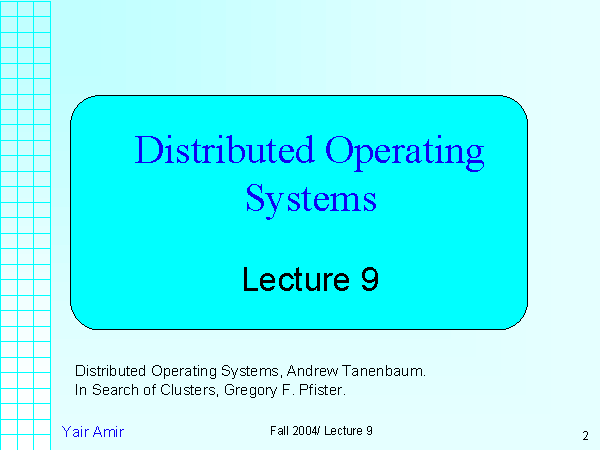 Distributed Operating
Systems
Lecture 9
Distributed Operating Systems, Andrew Tanenbaum.
In Search of Clusters, Gregory F. Pfister.
Yair Amir
Fall 2004/ Lecture 9
2